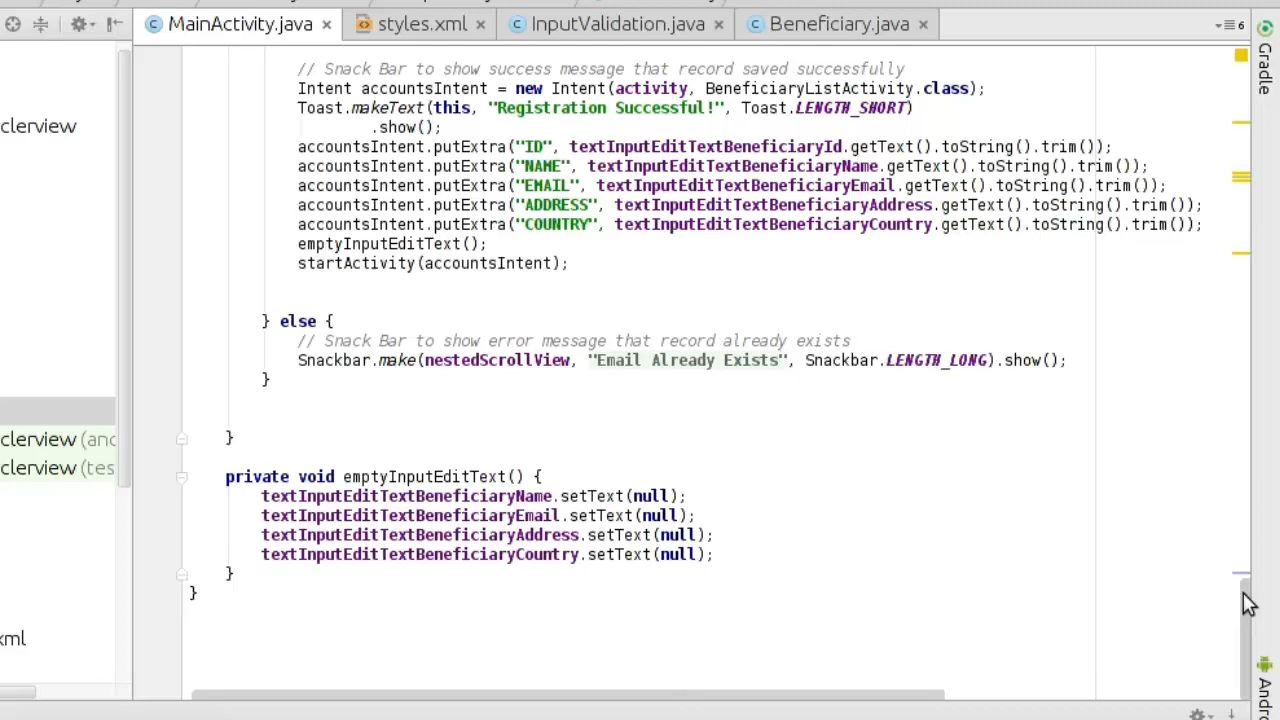 MainActivity.java
styles.xml
InputValidation.java
Beneficiary.java
6
Gradle
clerview
// Snack Bar to show success message that record saved successfully
Intent accountsIntent = new Intent(activity, BeneficiaryListActivity.class);
Toast.makeText(this, "Registration Successful!", Toast.LENGTH_SHORT)
.show();
accountsIntent.putExtra("ID", textInputEditTextBeneficiaryId.getText().toString().trim());
accountsIntent.putExtra("NAME", textInputEditTextBeneficiaryName.getText().toString().trim());
accountsIntent.putExtra("EMAIL", textInputEditTextBeneficiaryEmail.getText().toString().trim());
accountsIntent.putExtra("ADDRESS", textInputEditTextBeneficiaryAddress.getText().toString().trim());
accountsIntent.putExtra("COUNTRY", textInputEditTextBeneficiaryCountry.getText().toString().trim());
emptyInputEditText();
startActivity(accountsIntent);
} else {
// Snack Bar to show error message that record already exists
Snackbar.make(nestedScrollView, "Email Already Exists", Snackbar.LENGTH_LONG).show();
}
}
clerview (anc
clerview (tes
private void emptyInputEditText() {
textInputEditTextBeneficiaryName.setText(null);
textInputEditTextBeneficiaryEmail.setText(null);
textInputEditTextBeneficiaryAddress.setText(null);
textInputEditTextBeneficiaryCountry.setText(null);
}
}
xml
Andr